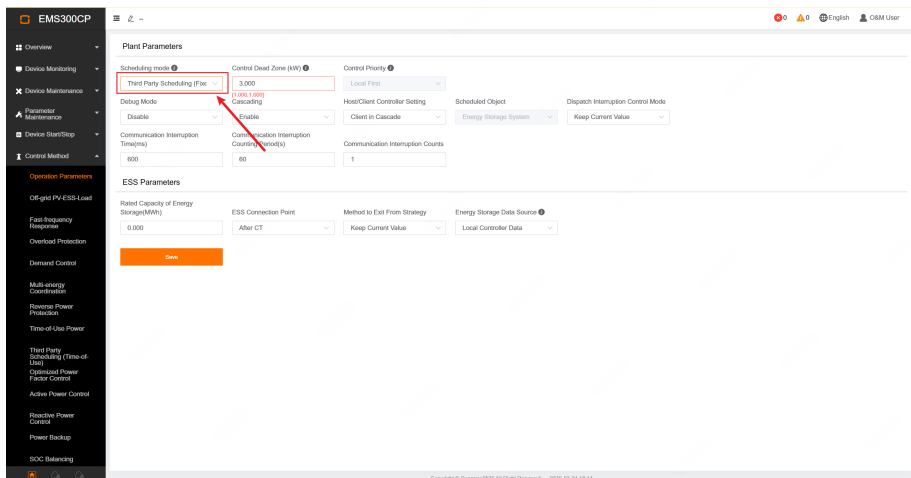 EMS300CP
0 0 English O&M User
Overview
Device Monitoring
Device Maintenance
Parameter
Maintenance
Device Start/Stop
Control Method
Operation Parameters
Off-grid PV-ESS-Load
Fast-frequency
Response
Overload Protection
Demand Control
Multi-energy
Coordination
Reverse Power
Protection
Time-of-Use Power
Third Party
Scheduling (Time-of-
Use)
Optimized Power
Factor Control
Active Power Control
Reactive Power
Control
Power Backup
SOC Balancing
Plant Parameters
Scheduling mode Control Dead Zone (kW) Control Priority
Third Party Scheduling (Fixe 3.000 Local First
[1.000,1.000]
Debug Mode Cascading Host/Client Controller Setting Scheduled Object Dispatch Interruption Control Mode
Disable Enable Client in Cascade Energy Storage System Keep Current Value
Communication Interruption Communication Interruption
Time(ms) Counting Period(s) Communication Interruption Counts
600 60 1
ESS Parameters
Rated Capacity of Energy
Storage(MWh) ESS Connection Point Method to Exit From Strategy Energy Storage Data Source
0.000 After CT Keep Current Value Local Controller Data
Save